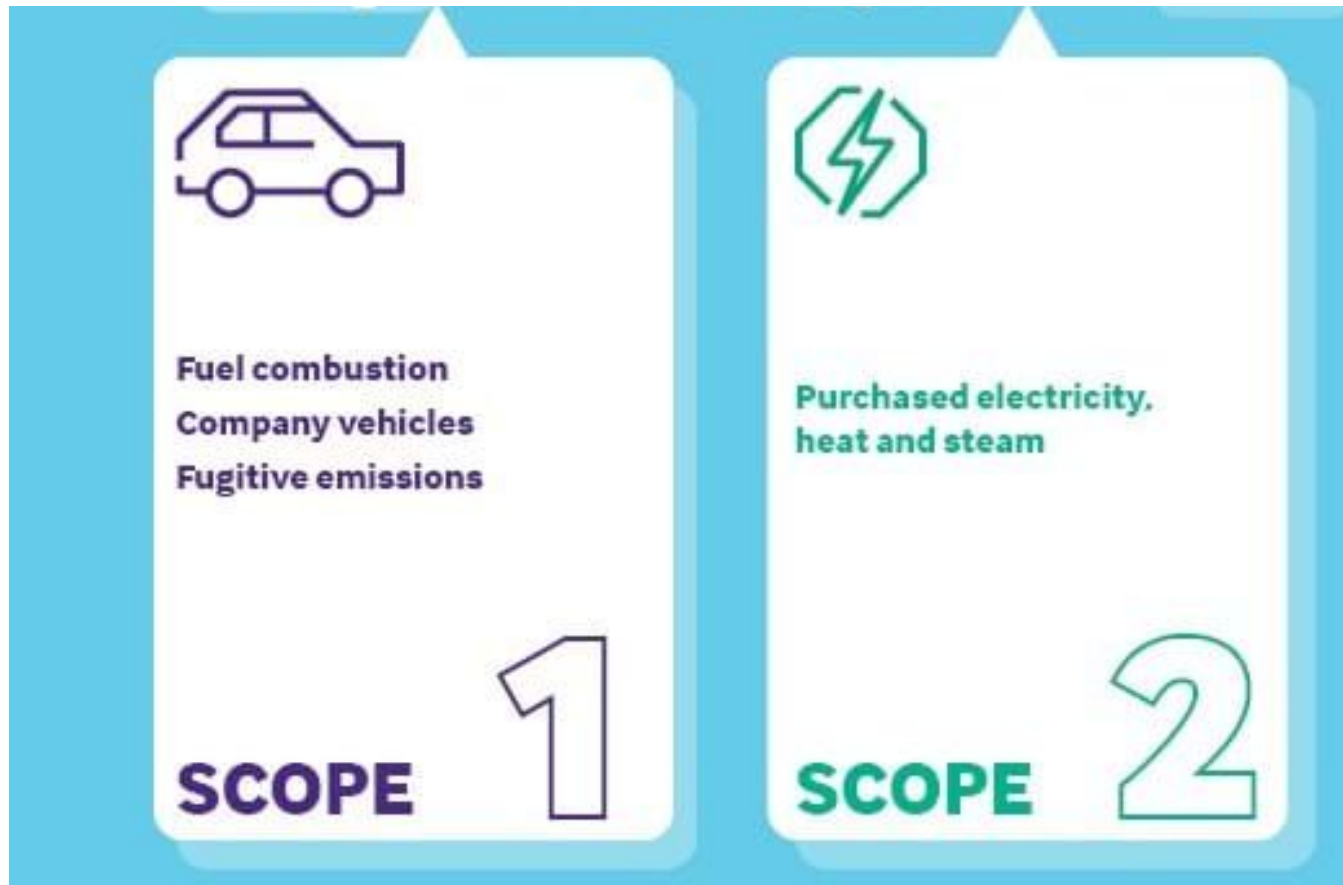 Fuel combustion
Company vehicles
Fugitive emissions
SCOPE 1
Purchased electricity,
heat and steam
SCOPE 2